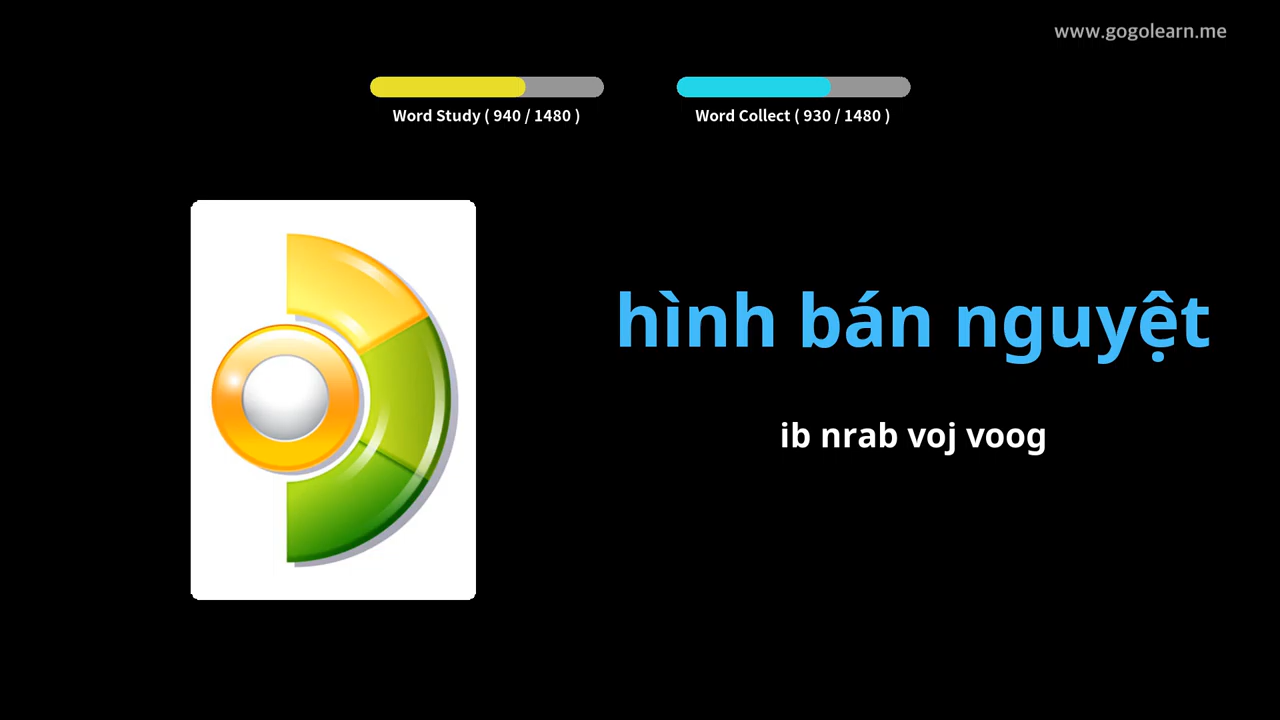 www.gogolearn.me
Word Study ( 940 / 1480 )
Word Collect ( 930 / 1480 )
hình bán nguyệt
ib nrab voj voog